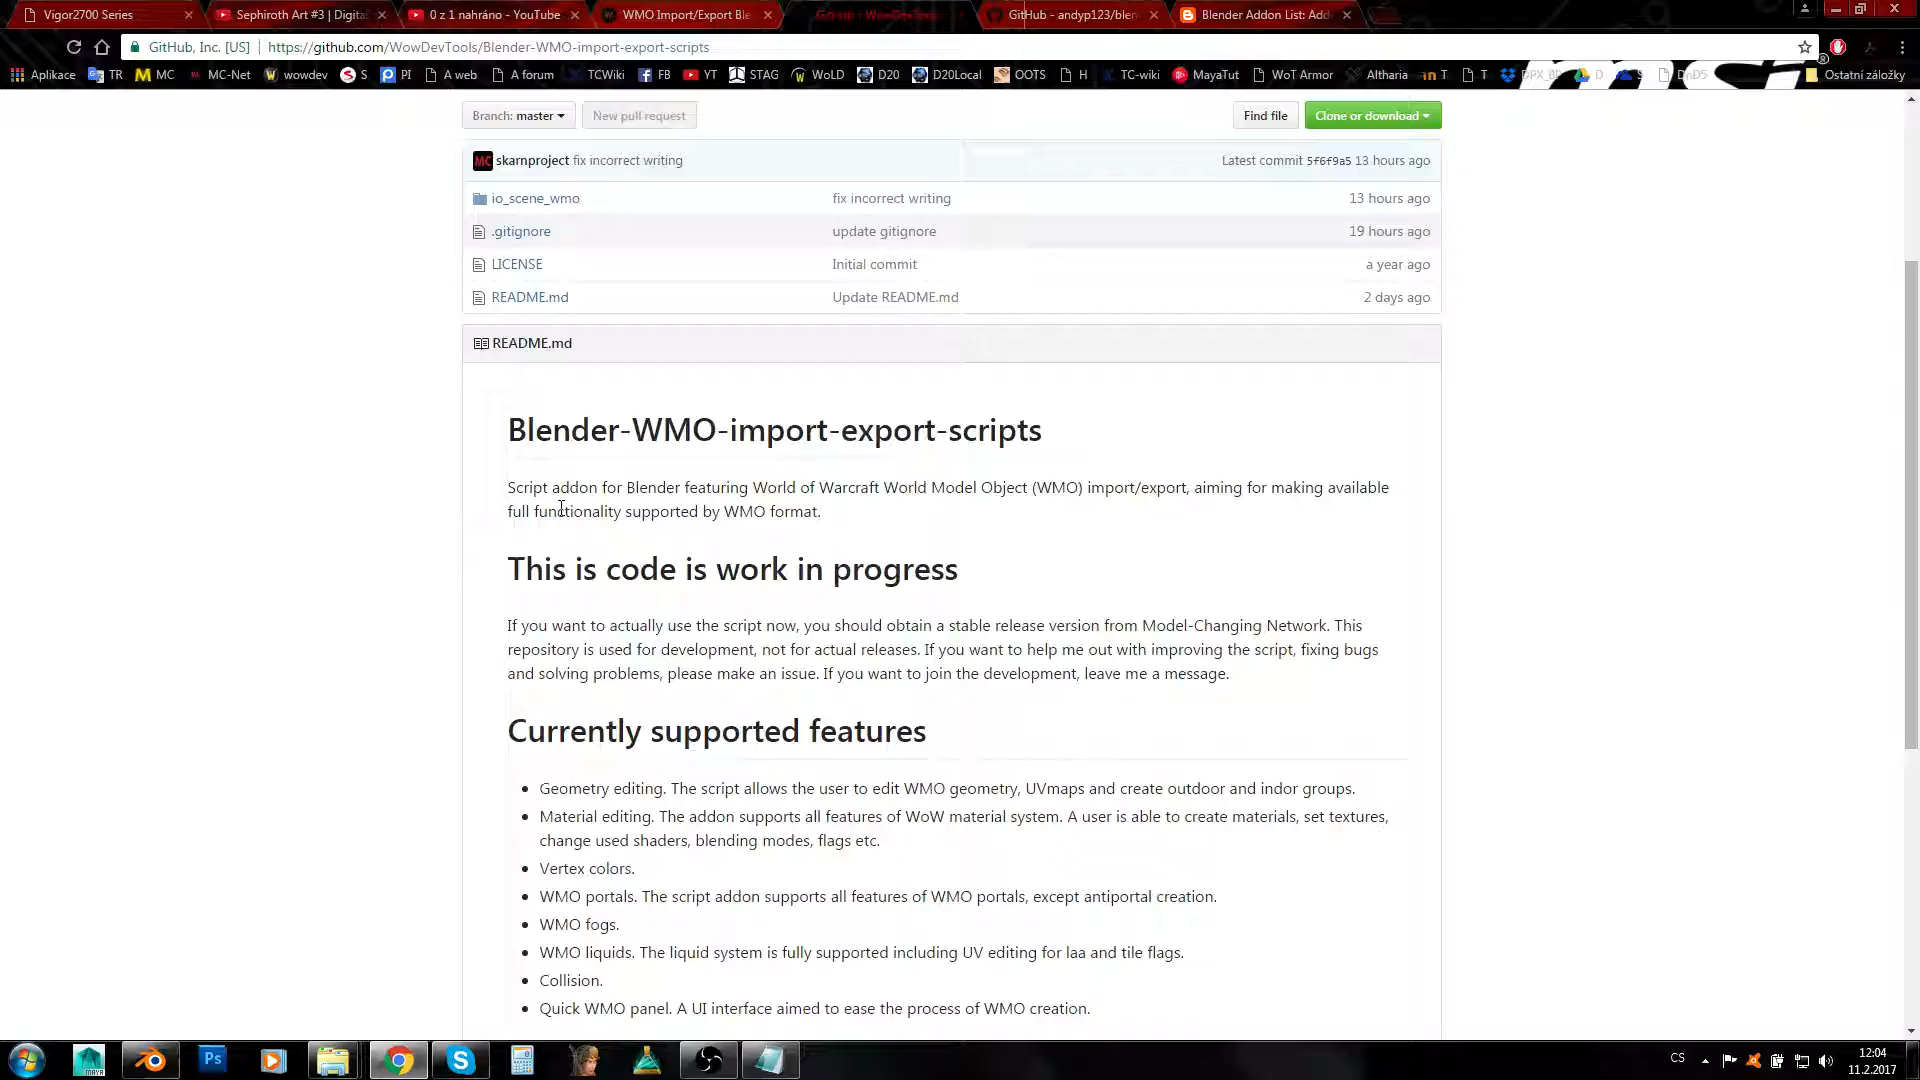 Vigor2700 Series
Sephiroth Art #3 | Digita
0 z 1 nahráno - YouTube
WMO Import/Export Ble
GitHub - andyp123/blen
Blender Addon List: Add
GitHub, Inc. [US] | https://github.com/WowDevTools/Blender-WMO-import-export-scripts
Aplikace TR MC MC-Net wowdev S PI A web A forum TCWiki FB YT STAG WoLD D20 D20Local OOTS H TC-wiki MayaTut WoT Armor Altharia T T D S DnD5 Ostatní záložky
Branch: master New pull request Find file Clone or download
skarnproject fix incorrect writing Latest commit 5f6f9a5 13 hours ago
io_scene_wmo fix incorrect writing 13 hours ago
.gitignore update gitignore 19 hours ago
LICENSE Initial commit a year ago
README.md Update README.md 2 days ago
README.md
Blender-WMO-import-export-scripts
Script addon for Blender featuring World of Warcraft World Model Object (WMO) import/export, aiming for making available
full functionality supported by WMO format.
This is code is work in progress
If you want to actually use the script now, you should obtain a stable release version from Model-Changing Network. This
repository is used for development, not for actual releases. If you want to help me out with improving the script, fixing bugs
and solving problems, please make an issue. If you want to join the development, leave me a message.
Currently supported features
• Geometry editing. The script allows the user to edit WMO geometry, UVmaps and create outdoor and indor groups.
• Material editing. The addon supports all features of WoW material system. A user is able to create materials, set textures,
change used shaders, blending modes, flags etc.
• Vertex colors.
• WMO portals. The script addon supports all features of WMO portals, except antiportal creation.
• WMO fogs.
• WMO liquids. The liquid system is fully supported including UV editing for laa and tile flags.
• Collision.
• Quick WMO panel. A UI interface aimed to ease the process of WMO creation.
MAYA Ps CS 12:04
11.2.2017